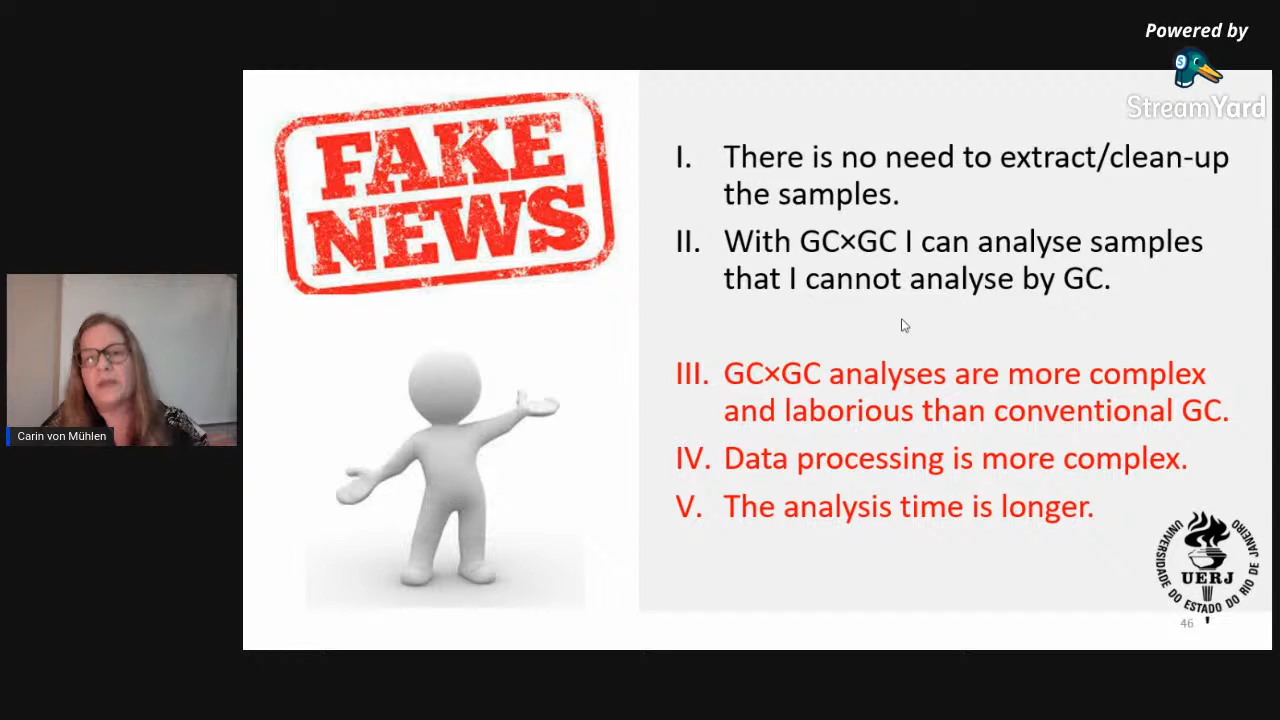 Powered by
StreamYard
FAKE
NEWS
I. There is no need to extract/clean-up
the samples.
II. With GC×GC I can analyse samples
that I cannot analyse by GC.
III. GC×GC analyses are more complex
and laborious than conventional GC.
IV. Data processing is more complex.
V. The analysis time is longer.
Carin von Mühlen
UNIVERSIDADE DO ESTADO DO RIO DE JANEIRO
UERJ
46